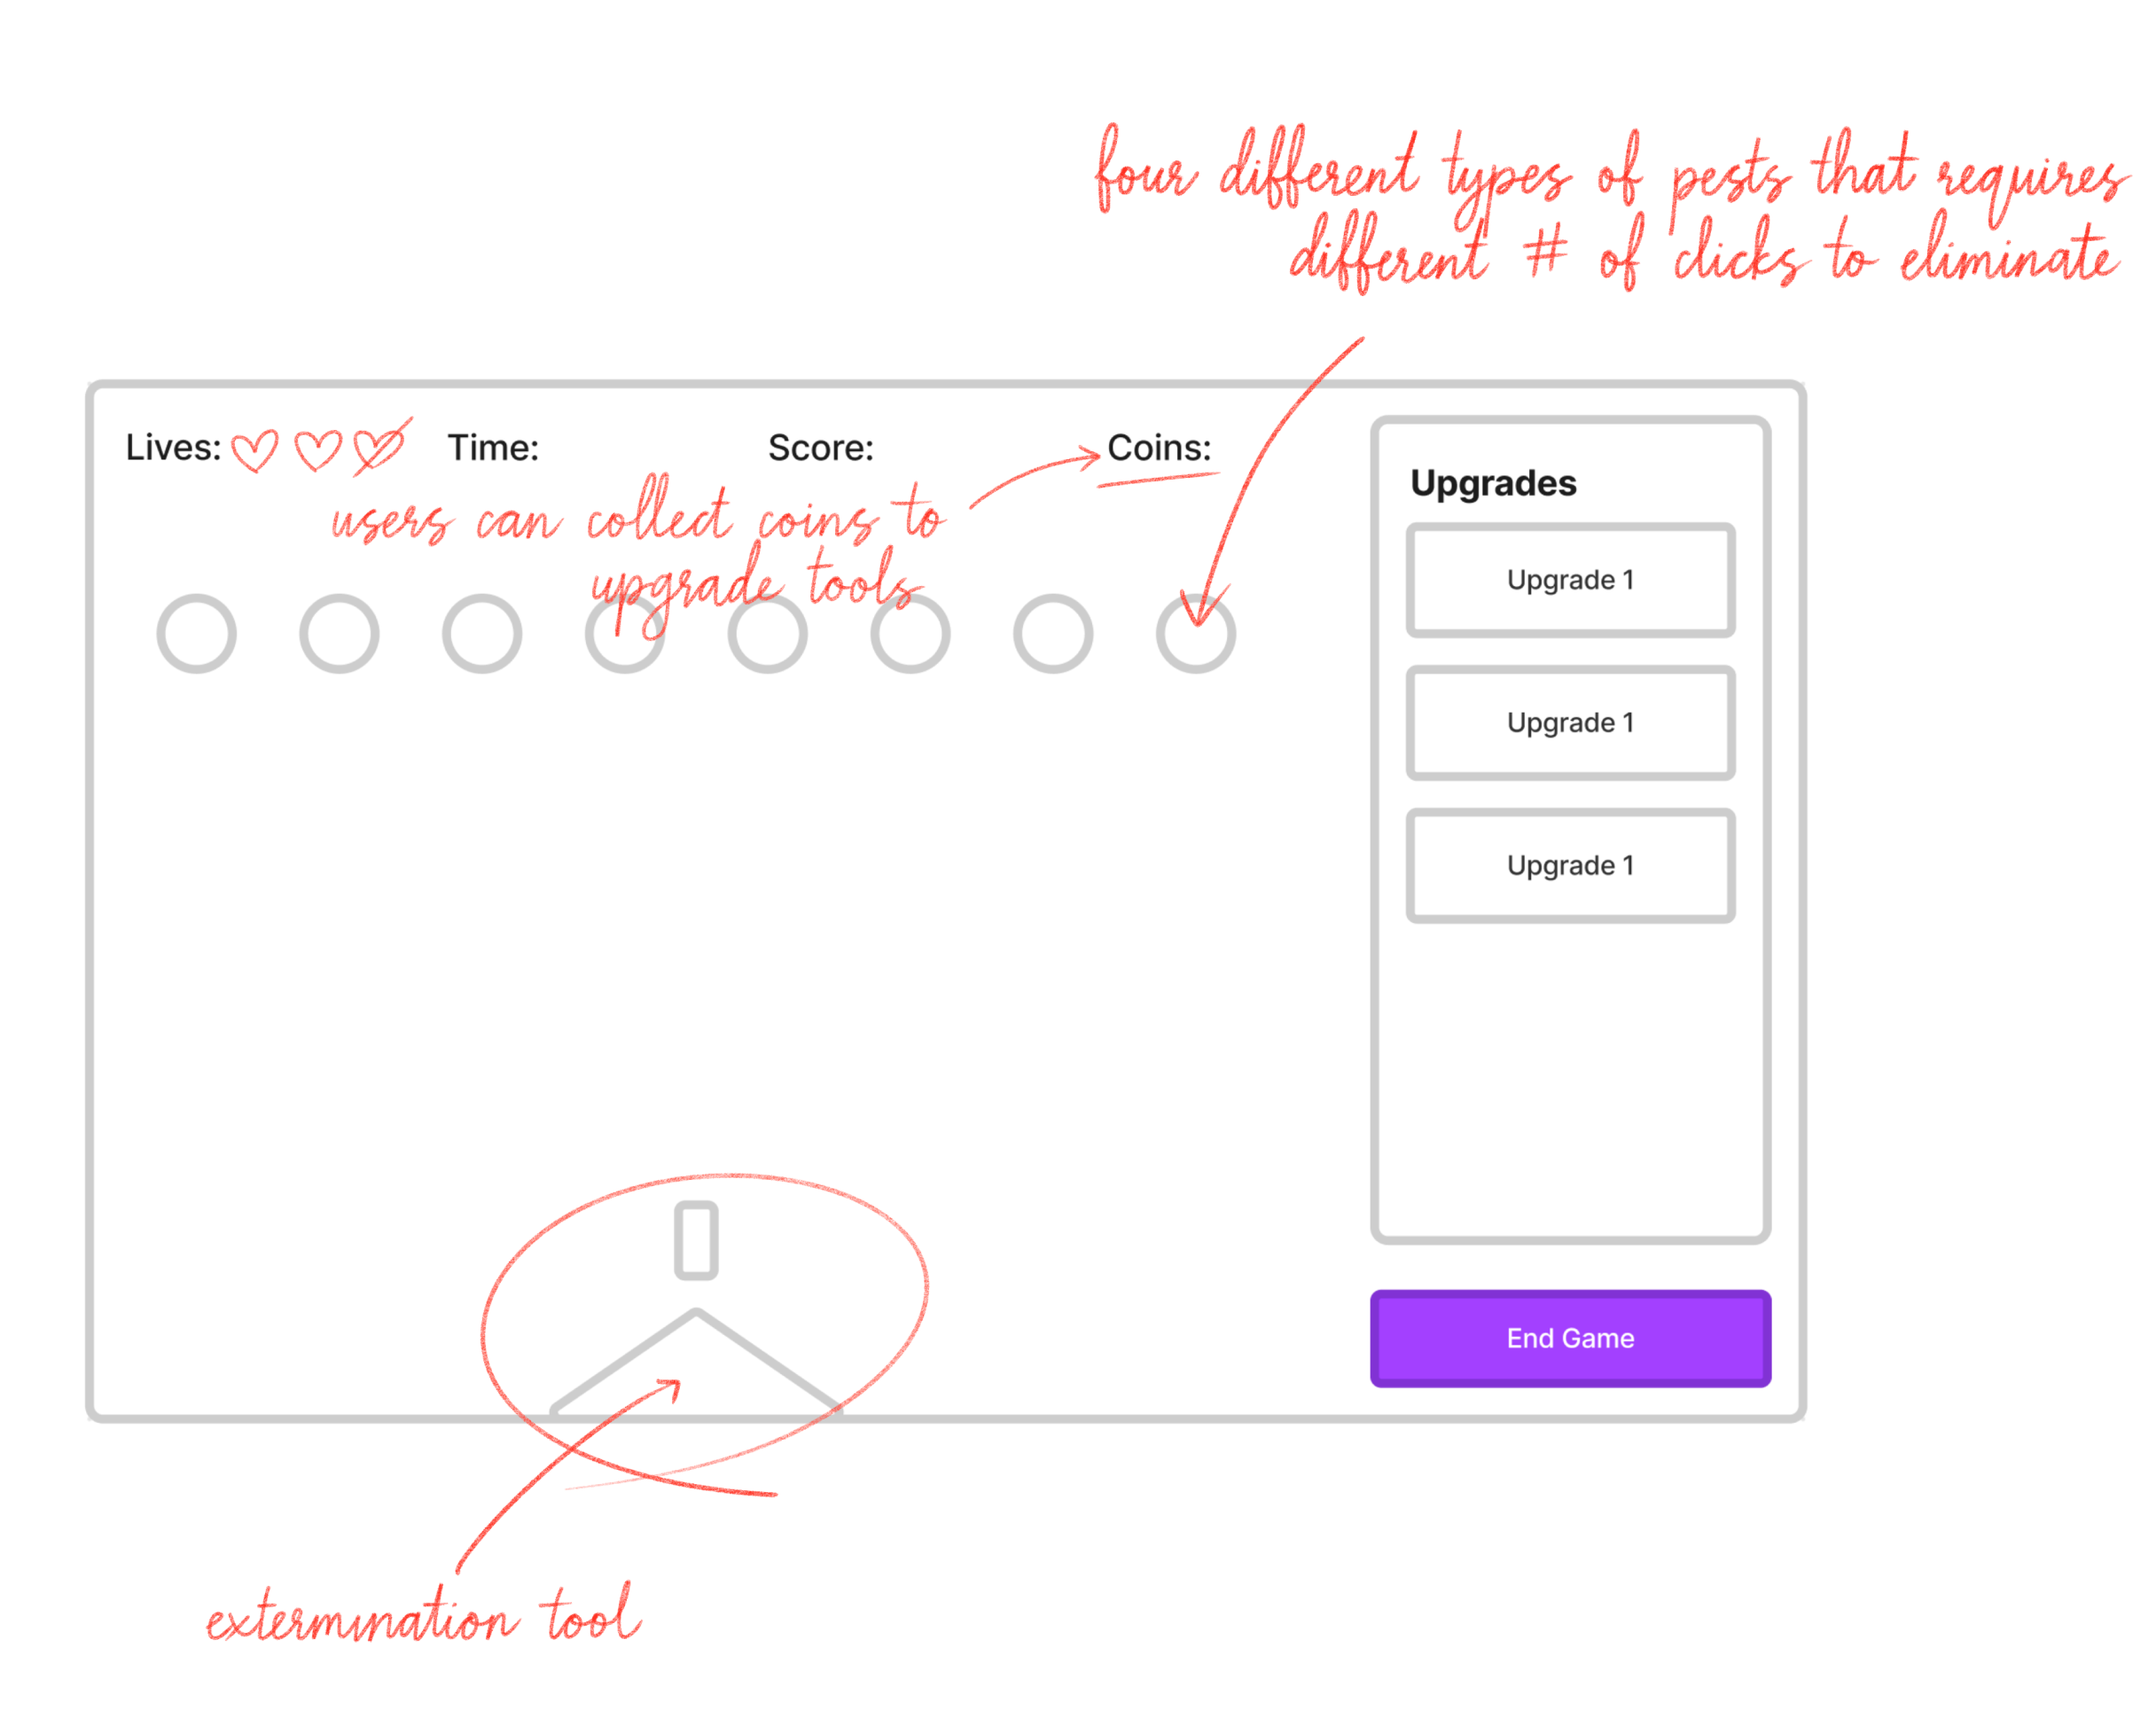 four different types of pests that requires
different # of clicks to eliminate
Lives:
Time:
Score:
Coins:
users can collect coins to
upgrade tools
Upgrades
Upgrade 1
Upgrade 1
Upgrade 1
End Game
extermination tool